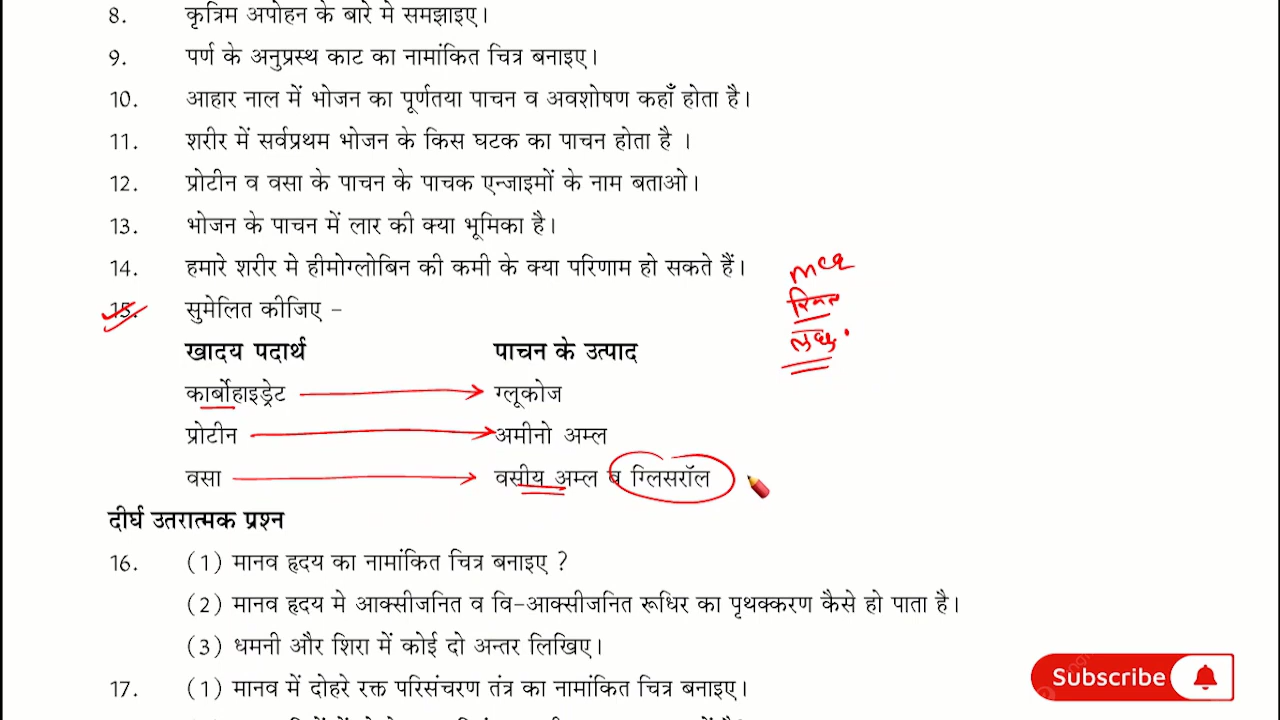 8. कृत्रिम अपोहन के बारे मे समझाइए।
9. पर्ण के अनुप्रस्थ काट का नामांकित चित्र बनाइए।
10. आहार नाल में भोजन का पूर्णतया पाचन व अवशोषण कहाँ होता है।
11. शरीर में सर्वप्रथम भोजन के किस घटक का पाचन होता है ।
12. प्रोटीन व वसा के पाचन के पाचक एन्जाइमों के नाम बताओ।
13. भोजन के पाचन में लार की क्या भूमिका है।
14. हमारे शरीर मे हीमोग्लोबिन की कमी के क्या परिणाम हो सकते हैं।
mcq
15. सुमेलित कीजिए -
रिक्त
लघु
खादय पदार्थ पाचन के उत्पाद
कार्बोहाइड्रेट ग्लूकोज
प्रोटीन अमीनो अम्ल
वसा वसीय अम्ल व ग्लिसरॉल
दीर्घ उतरात्मक प्रश्न
16. (1) मानव हृदय का नामांकित चित्र बनाइए ?
(2) मानव हृदय मे आक्सीजनित व वि-आक्सीजनित रूधिर का पृथक्करण कैसे हो पाता है।
(3) धमनी और शिरा में कोई दो अन्तर लिखिए।
Subscribe
17. (1) मानव में दोहरे रक्त परिसंचरण तंत्र का नामांकित चित्र बनाइए।